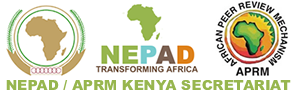 NEPAD
TRANSFORMING AFRICA
AFRICAN PEER REVIEW MECHANISM
APRM
NEPAD / APRM KENYA SECRETARIAT